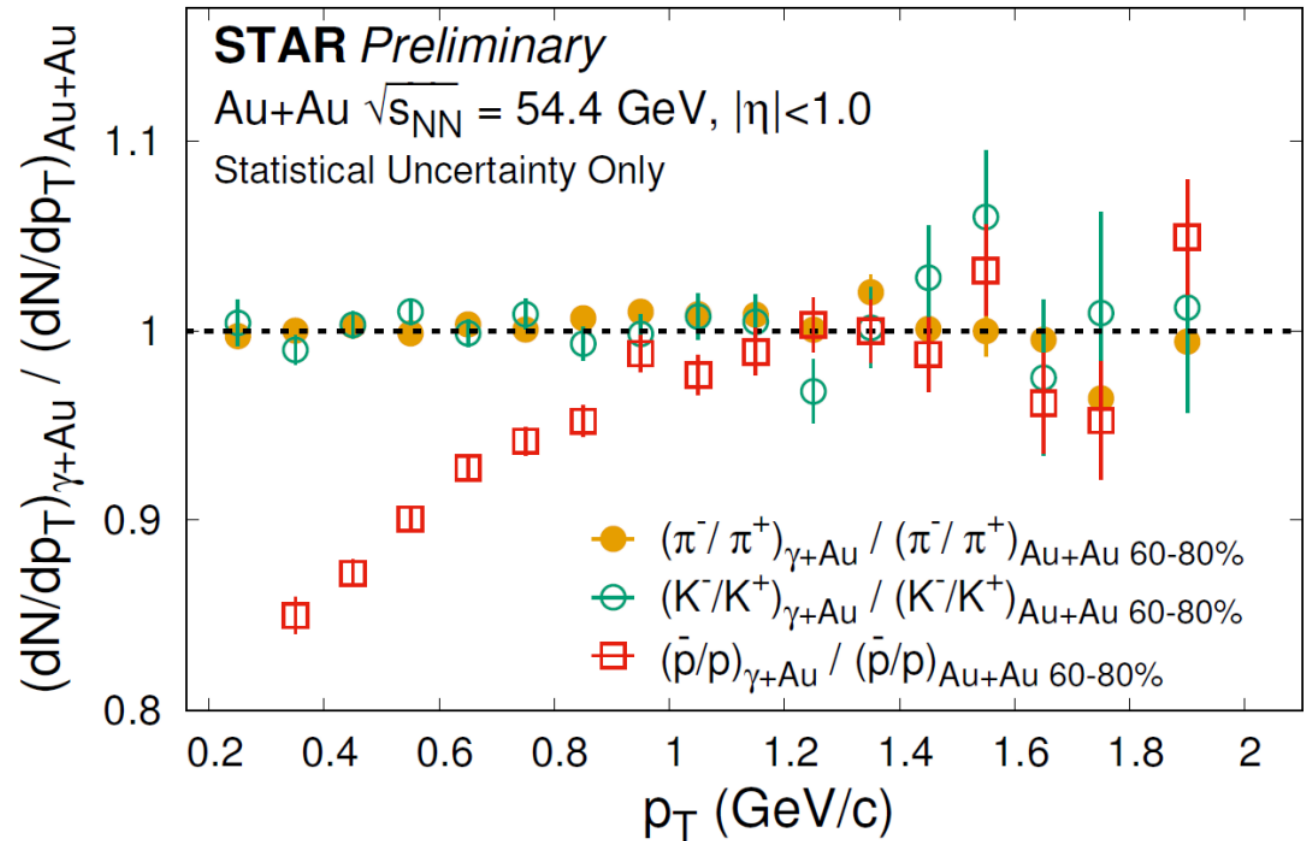 STAR Preliminary
Au+Au √sNN = 54.4 GeV, |η|<1.0
Statistical Uncertainty Only
(dN/dpT)γ+Au / (dN/dpT)Au+Au
1.1
1
0.9
0.8
(π⁻/ π⁺)γ+Au / (π⁻/ π⁺)Au+Au 60-80%
(K⁻/K⁺)γ+Au / (K⁻/K⁺)Au+Au 60-80%
(p̄/p)γ+Au / (p̄/p)Au+Au 60-80%
0.2 0.4 0.6 0.8 1 1.2 1.4 1.6 1.8 2
pT (GeV/c)